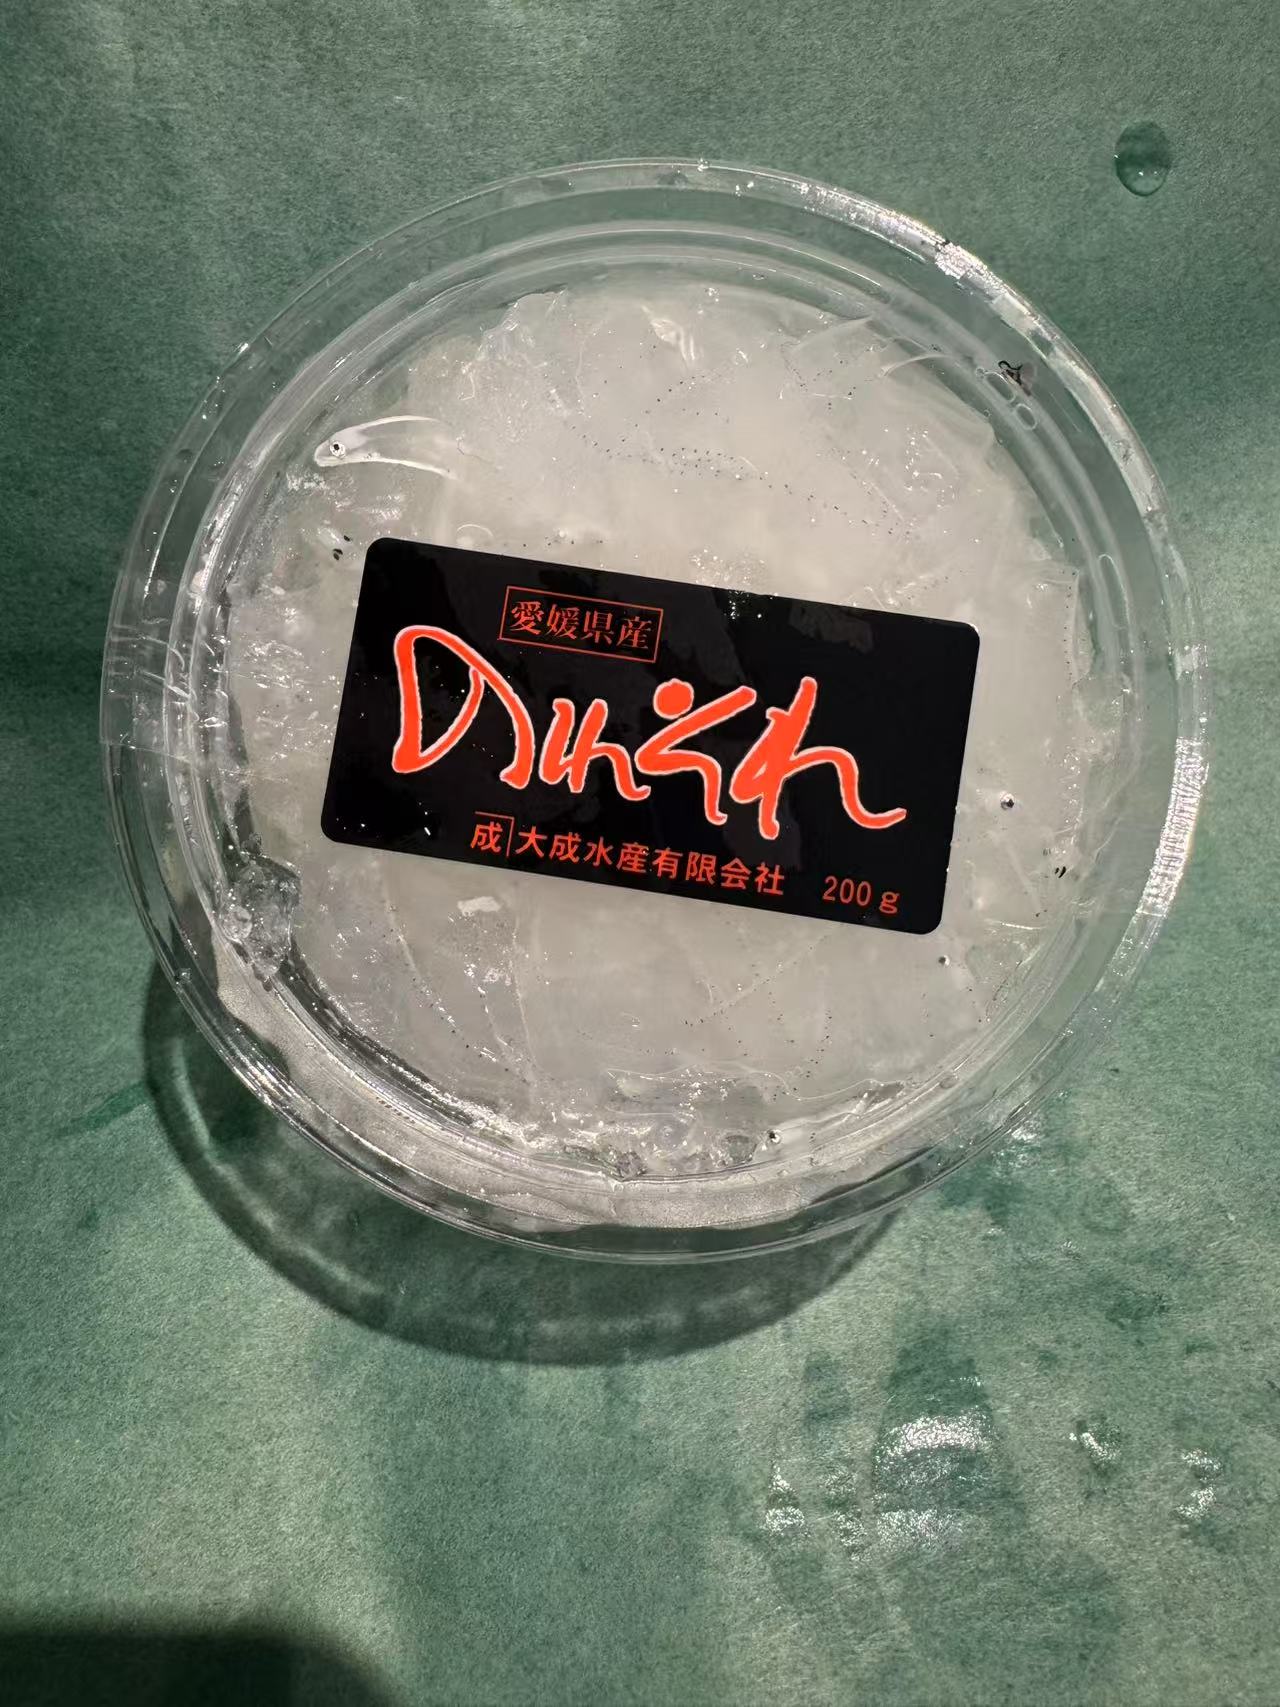 愛媛県産
のれそれ
成 大成水産有限会社 200g